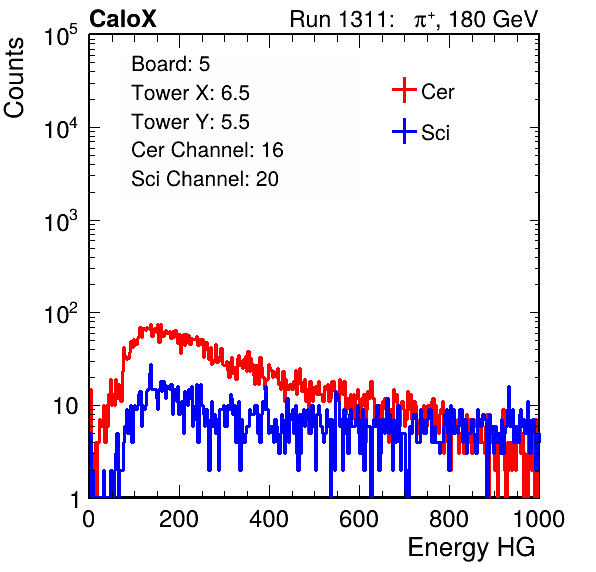 CaloX Run 1311: π⁺, 180 GeV
Board: 5
Tower X: 6.5
Tower Y: 5.5
Cer Channel: 16
Sci Channel: 20
Cer
Sci
Counts
10⁵
10⁴
10³
10²
10
1
0 200 400 600 800 1000
Energy HG